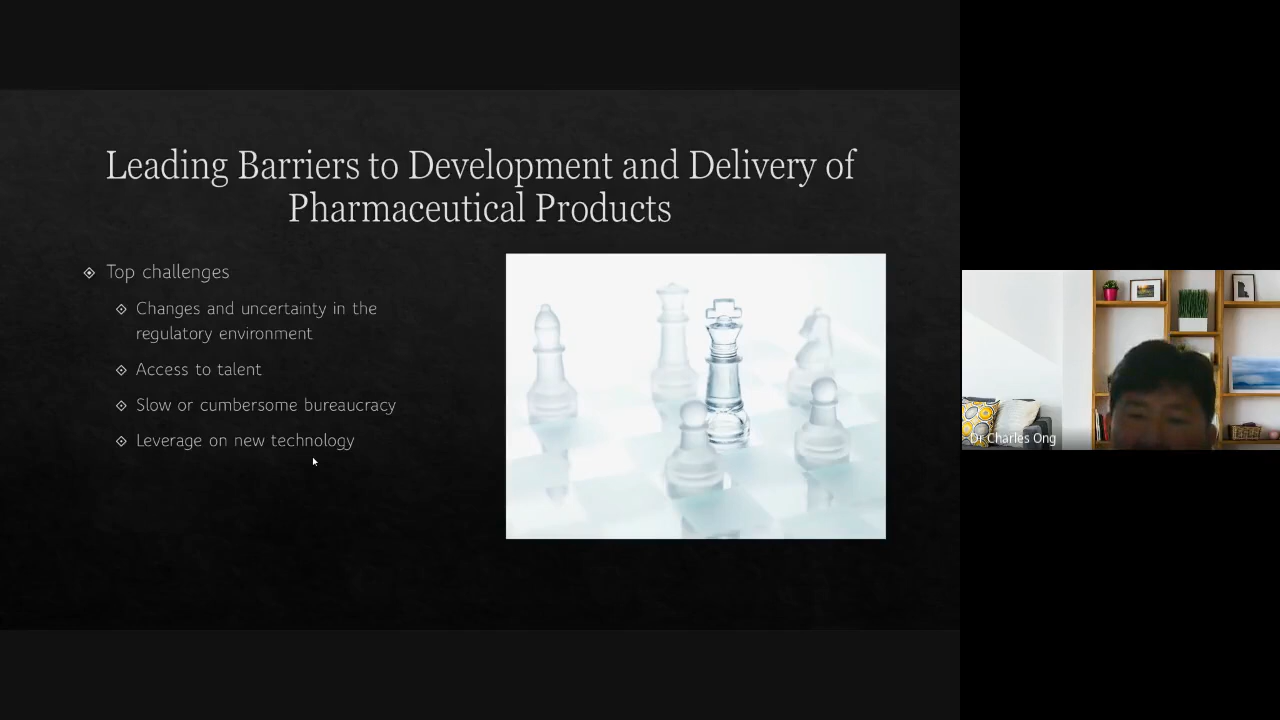 Leading Barriers to Development and Delivery of
Pharmaceutical Products
Top challenges
Changes and uncertainty in the
regulatory environment
Access to talent
Slow or cumbersome bureaucracy
Leverage on new technology
Dr Charles Ong